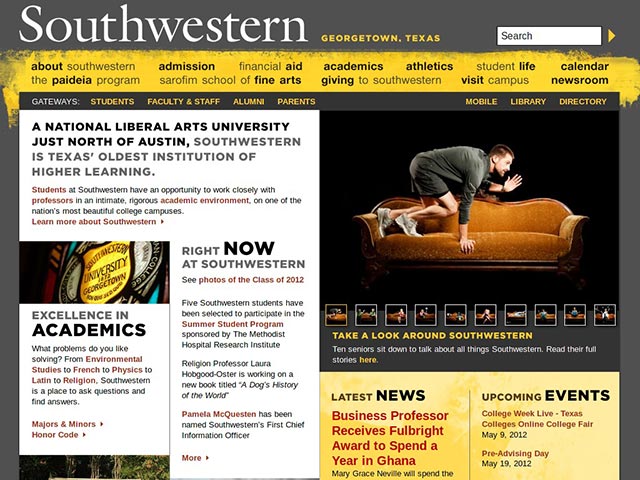 Southwestern
GEORGETOWN, TEXAS
Search
about southwestern admission financial aid academics athletics student life calendar
the paideia program sarofim school of fine arts giving to southwestern visit campus newsroom
GATEWAYS: STUDENTS FACULTY & STAFF ALUMNI PARENTS MOBILE LIBRARY DIRECTORY
A NATIONAL LIBERAL ARTS UNIVERSITY
JUST NORTH OF AUSTIN, SOUTHWESTERN
IS TEXAS' OLDEST INSTITUTION OF
HIGHER LEARNING.
Students at Southwestern have an opportunity to work closely with
professors in an intimate, rigorous academic environment, on one of the
nation's most beautiful college campuses.
Learn more about Southwestern
EXCELLENCE IN
ACADEMICS
What problems do you like
solving? From Environmental
Studies to French to Physics to
Latin to Religion, Southwestern
is a place to ask questions and
find answers.
Majors & Minors
Honor Code
RIGHT NOW
AT SOUTHWESTERN
See photos of the Class of 2012
Five Southwestern students have
been selected to participate in the
Summer Student Program
sponsored by The Methodist
Hospital Research Institute
Religion Professor Laura
Hobgood-Oster is working on a
new book titled "A Dog's History
of the World"
Pamela McQuesten has been
named Southwestern's First Chief
Information Officer
More
TAKE A LOOK AROUND SOUTHWESTERN
Ten seniors sit down to talk about all things Southwestern. Read their full
stories here.
LATEST NEWS
Business Professor
Receives Fulbright
Award to Spend a
Year in Ghana
Mary Grace Neville will spend the
UPCOMING EVENTS
College Week Live - Texas
Colleges Online College Fair
May 9, 2012
Pre-Advising Day
May 19, 2012